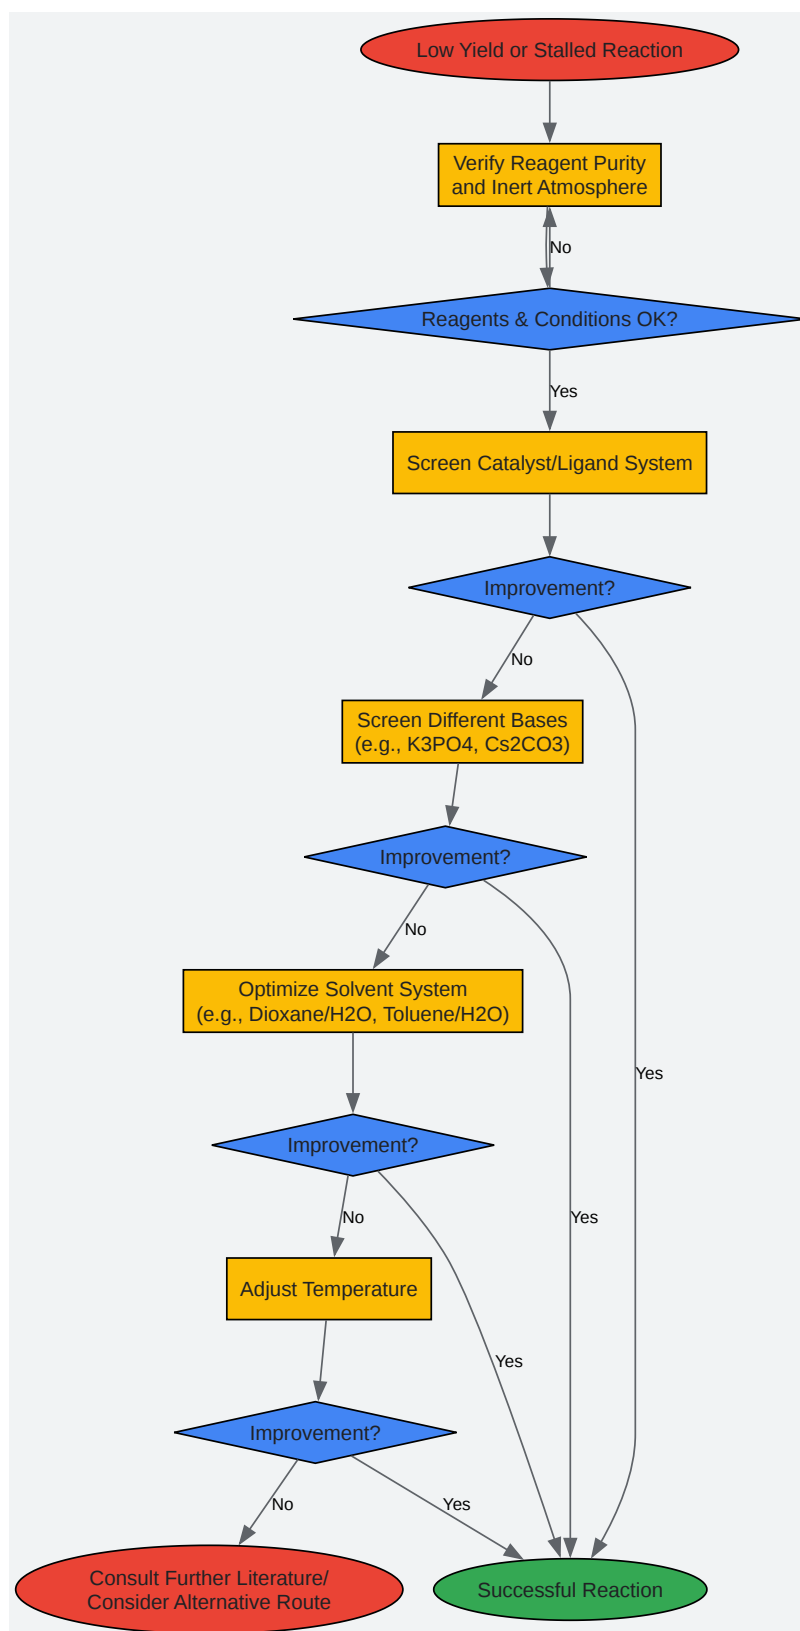 Low Yield or Stalled Reaction
Verify Reagent Purity
and Inert Atmosphere
No
Reagents & Conditions OK?
Yes
Screen Catalyst/Ligand System
Improvement?
No
Screen Different Bases
(e.g., K3PO4, Cs2CO3)
Improvement?
No
Optimize Solvent System
(e.g., Dioxane/H2O, Toluene/H2O)
Yes
Improvement?
No
Yes
Adjust Temperature
Yes
Improvement?
No
Yes
Consult Further Literature/
Consider Alternative Route
Successful Reaction